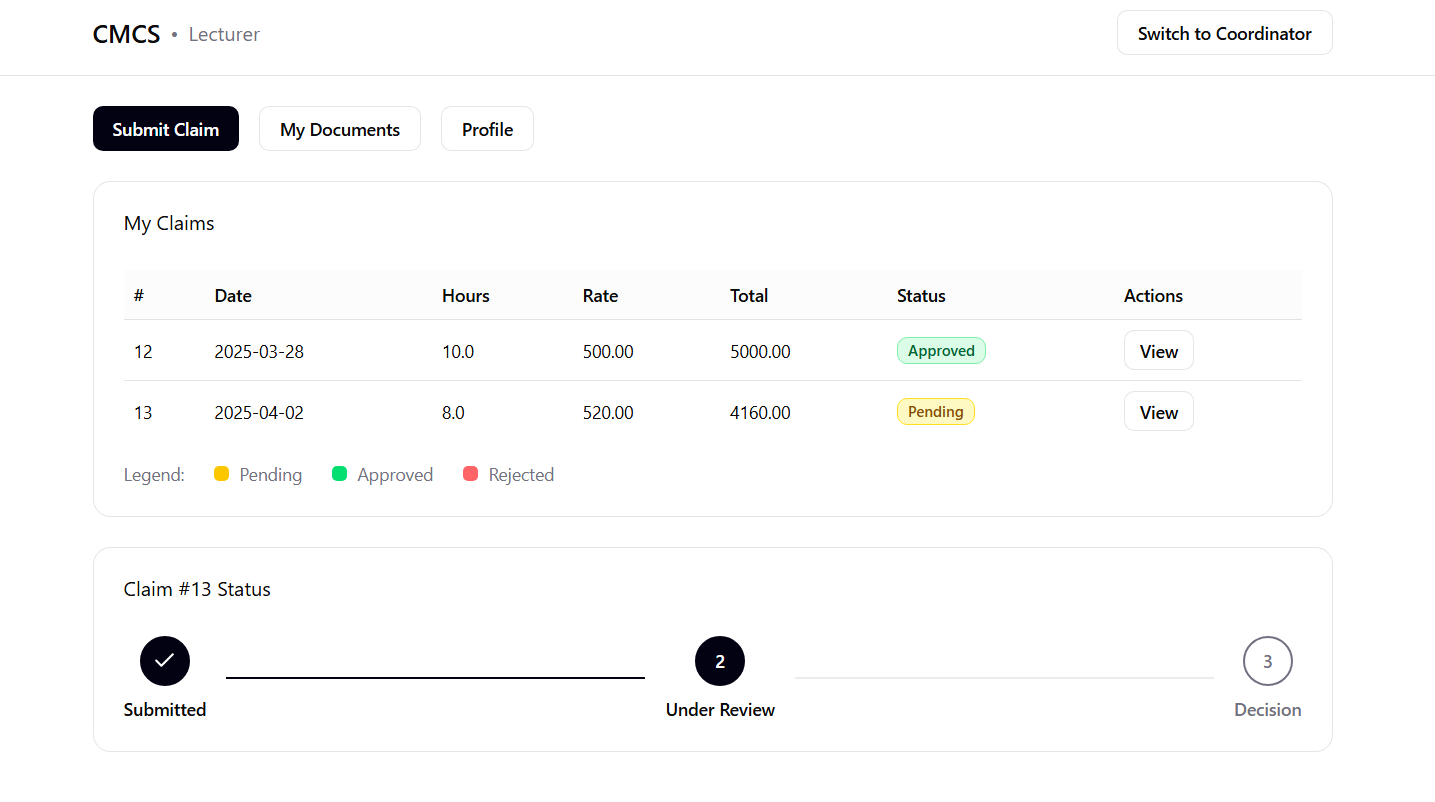 CMCS • Lecturer Switch to Coordinator
Submit Claim My Documents Profile
My Claims
# Date Hours Rate Total Status Actions
12 2025-03-28 10.0 500.00 5000.00 Approved View
13 2025-04-02 8.0 520.00 4160.00 Pending View
Legend: Pending Approved Rejected
Claim #13 Status
2 3
Submitted Under Review Decision